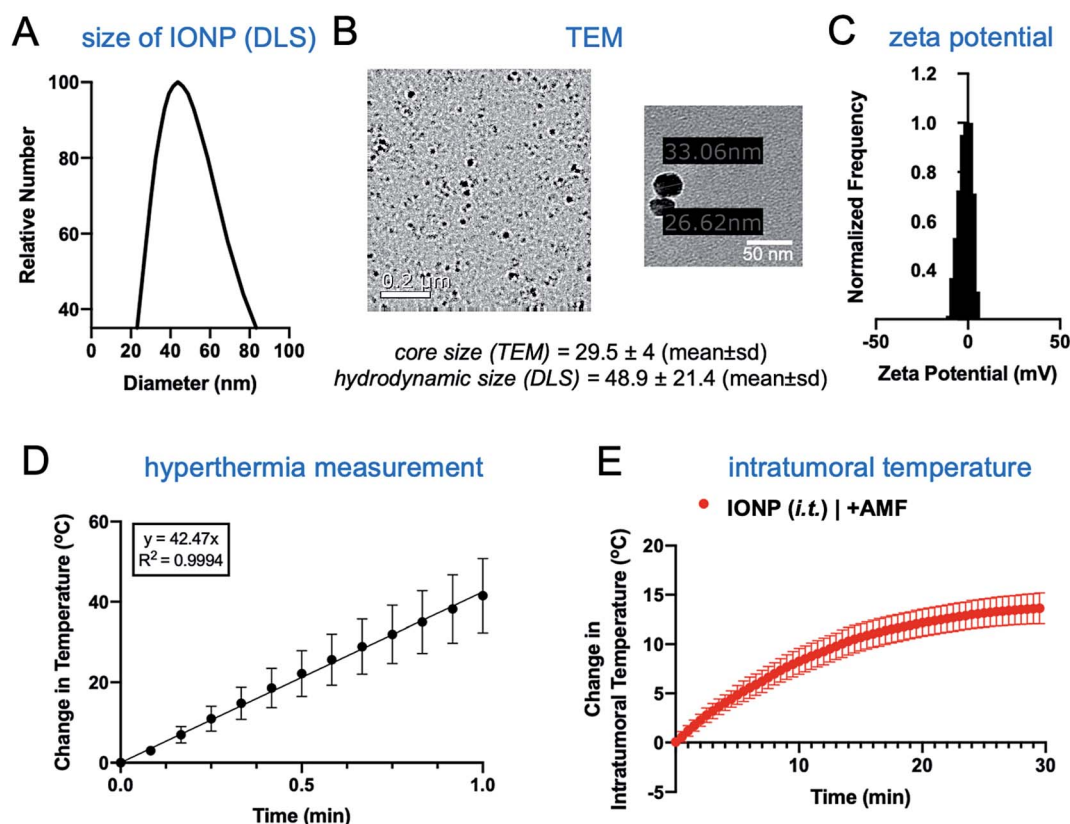 A size of IONP (DLS)
Relative Number
100
80
60
40
0 20 40 60 80 100
Diameter (nm)
B TEM
0.2 µm
33.06nm
26.62nm
50 nm
core size (TEM) = 29.5 ± 4 (mean±sd)
hydrodynamic size (DLS) = 48.9 ± 21.4 (mean±sd)
C zeta potential
Normalized Frequency
1.2
1.0
0.8
0.6
0.4
-50 0 50
Zeta Potential (mV)
D hyperthermia measurement
Change in Temperature (ºC)
y = 42.47x
R² = 0.9994
60
40
20
0
0.0 0.5 1.0
Time (min)
E intratumoral temperature
IONP (i.t.) | +AMF
Change in
Intratumoral Temperature (ºC)
20
15
10
5
0
-5
10 20 30
Time (min)